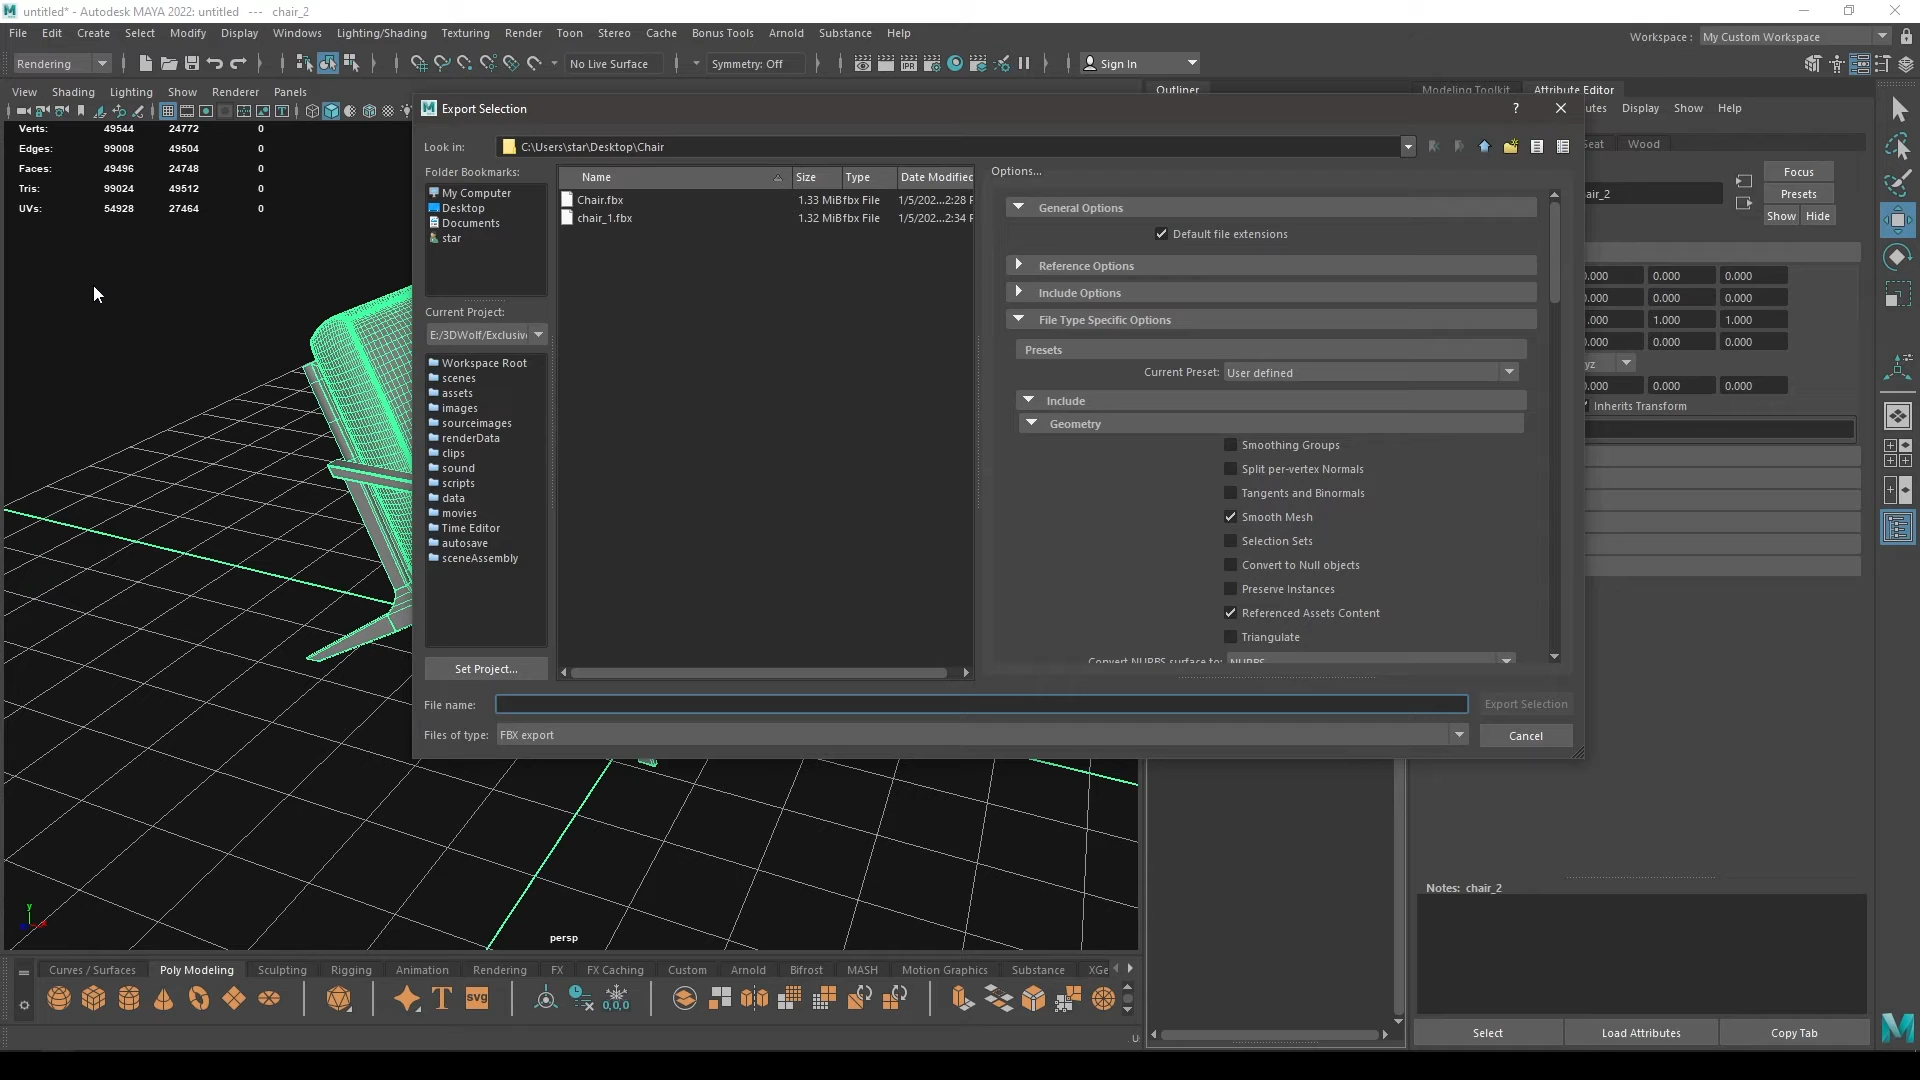 untitled* - Autodesk MAYA 2022: untitled --- chair_2
File Edit Create Select Modify Display Windows Lighting/Shading Texturing Render Toon Stereo Cache Bonus Tools Arnold Substance Help
Workspace : My Custom Workspace
Rendering No Live Surface Symmetry: Off Sign In
View Shading Lighting Show Renderer Panels
Outliner
Modeling Toolkit Attribute Editor
Display Show Help
Verts: 49544 24772 0
Edges: 99008 49504 0
Faces: 49496 24748 0
Tris: 99024 49512 0
UVs: 54928 27464 0
Export Selection
?
Look in: C:\Users\star\Desktop\Chair
Folder Bookmarks:
My Computer
Desktop
Documents
star
Current Project:
E:/3DWolf/Exclusiv
Workspace Root
scenes
assets
images
sourceimages
renderData
clips
sound
scripts
data
movies
Time Editor
autosave
sceneAssembly
Set Project...
Name Size Type Date Modified
Chair.fbx 1.33 MiB fbx File 1/5/202...2:28
chair_1.fbx 1.32 MiB fbx File 1/5/202...2:34
Options...
General Options
Default file extensions
Reference Options
Include Options
File Type Specific Options
Presets
Current Preset: User defined
Include
Geometry
Smoothing Groups
Split per-vertex Normals
Tangents and Binormals
Smooth Mesh
Selection Sets
Convert to Null objects
Preserve Instances
Referenced Assets Content
Triangulate
Convert NURBS surface to: NURBS
File name: Export Selection
Files of type: FBX export Cancel
Wood
Focus
Presets
Show Hide
0.000 0.000
0.000 0.000
1.000 1.000
0.000 0.000
0.000 0.000
Inherits Transform
Notes: chair_2
Select Load Attributes Copy Tab
y
persp
Curves / Surfaces Poly Modeling Sculpting Rigging Animation Rendering FX FX Caching Custom Arnold Bifrost MASH Motion Graphics Substance XGe
T svg 0,0,0